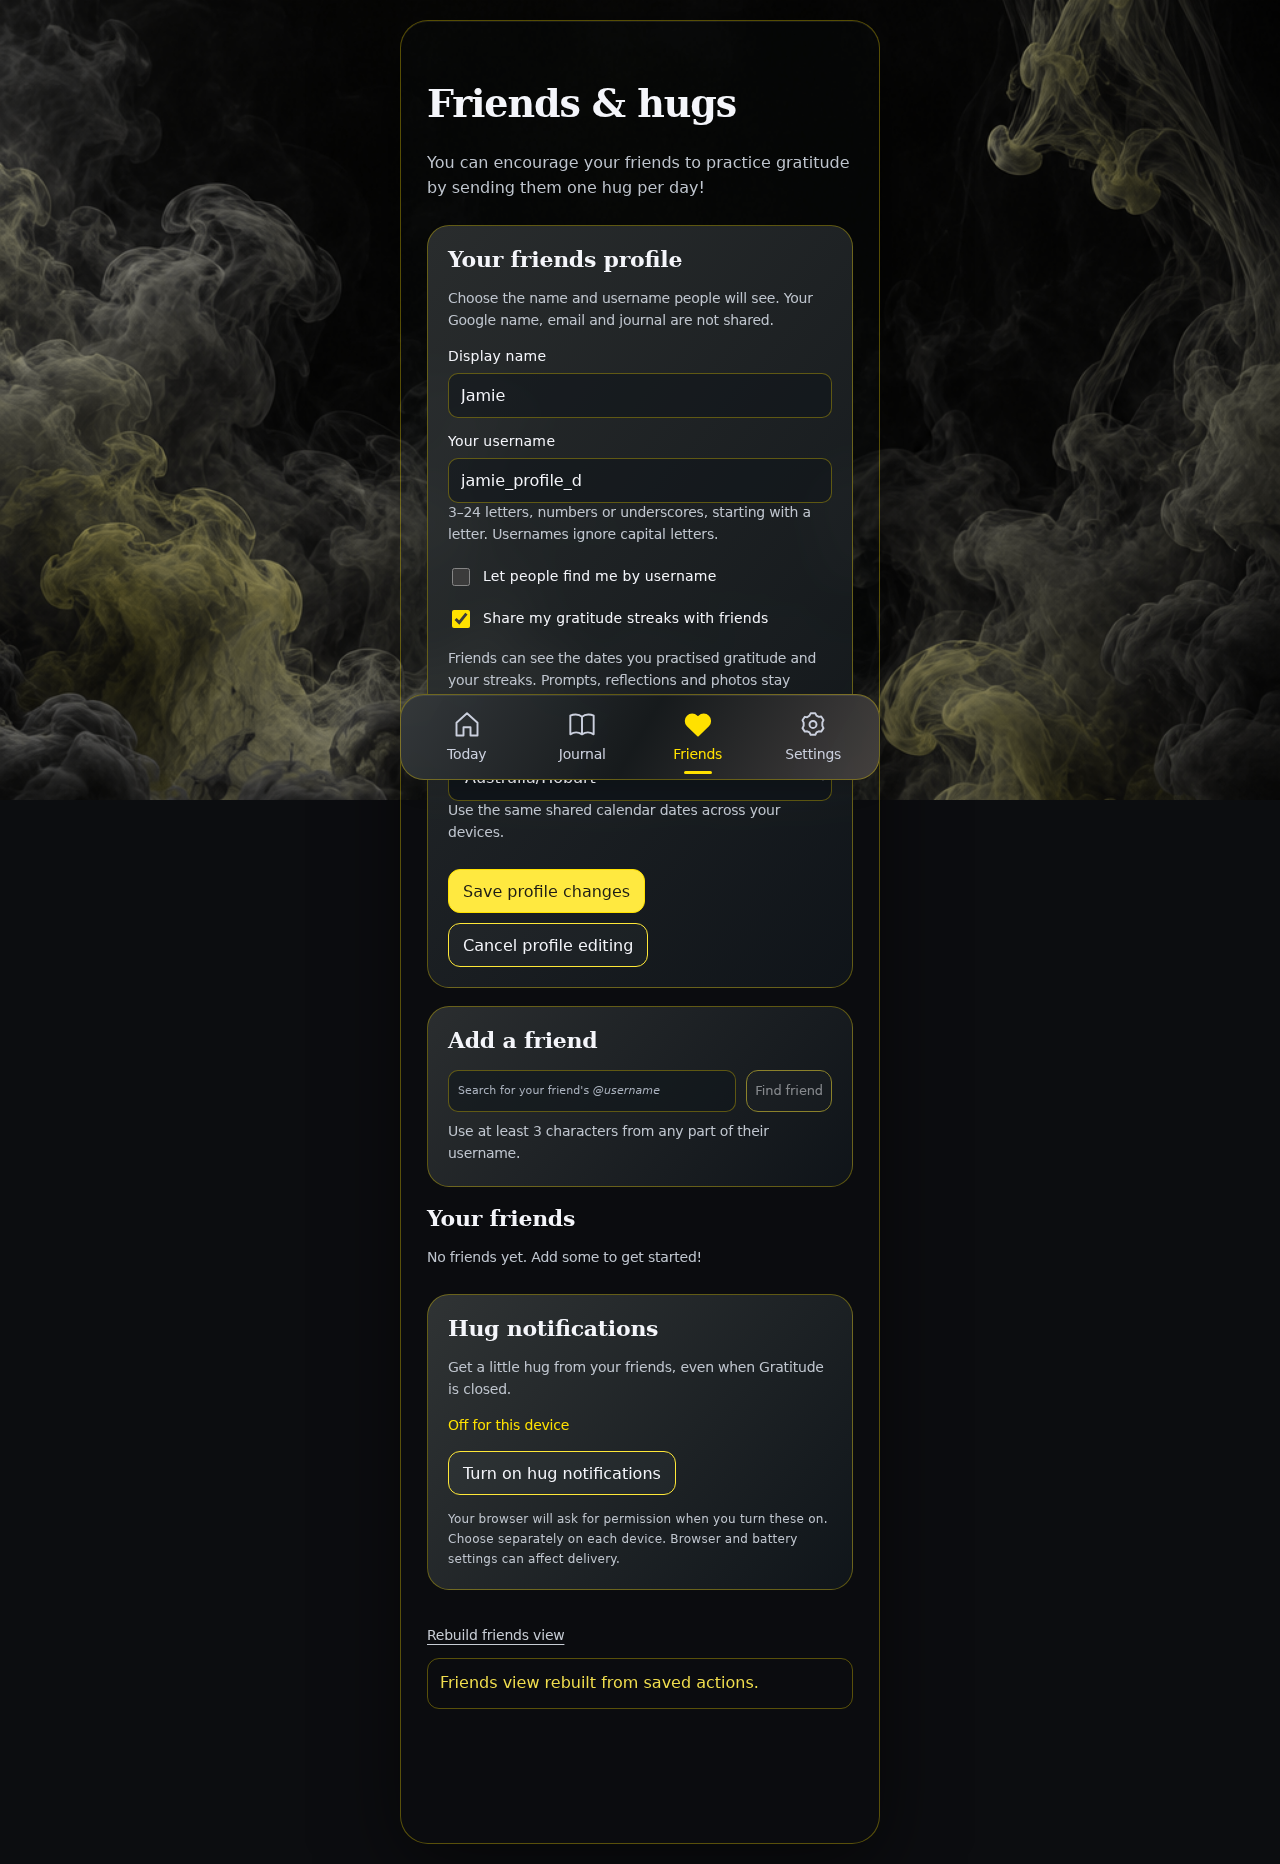 Friends & hugs
You can encourage your friends to practice gratitude
by sending them one hug per day!
Your friends profile
Choose the name and username people will see. Your
Google name, email and journal are not shared.
Display name
Jamie
Your username
jamie_profile_d
3–24 letters, numbers or underscores, starting with a
letter. Usernames ignore capital letters.
Let people find me by username
Share my gratitude streaks with friends
Friends can see the dates you practised gratitude and
your streaks. Prompts, reflections and photos stay
Today
Journal
Friends
Settings
Australia/Hobart
Use the same shared calendar dates across your
devices.
Save profile changes
Cancel profile editing
Add a friend
Search for your friend's @username
Find friend
Use at least 3 characters from any part of their
username.
Your friends
No friends yet. Add some to get started!
Hug notifications
Get a little hug from your friends, even when Gratitude
is closed.
Off for this device
Turn on hug notifications
Your browser will ask for permission when you turn these on.
Choose separately on each device. Browser and battery
settings can affect delivery.
Rebuild friends view
Friends view rebuilt from saved actions.